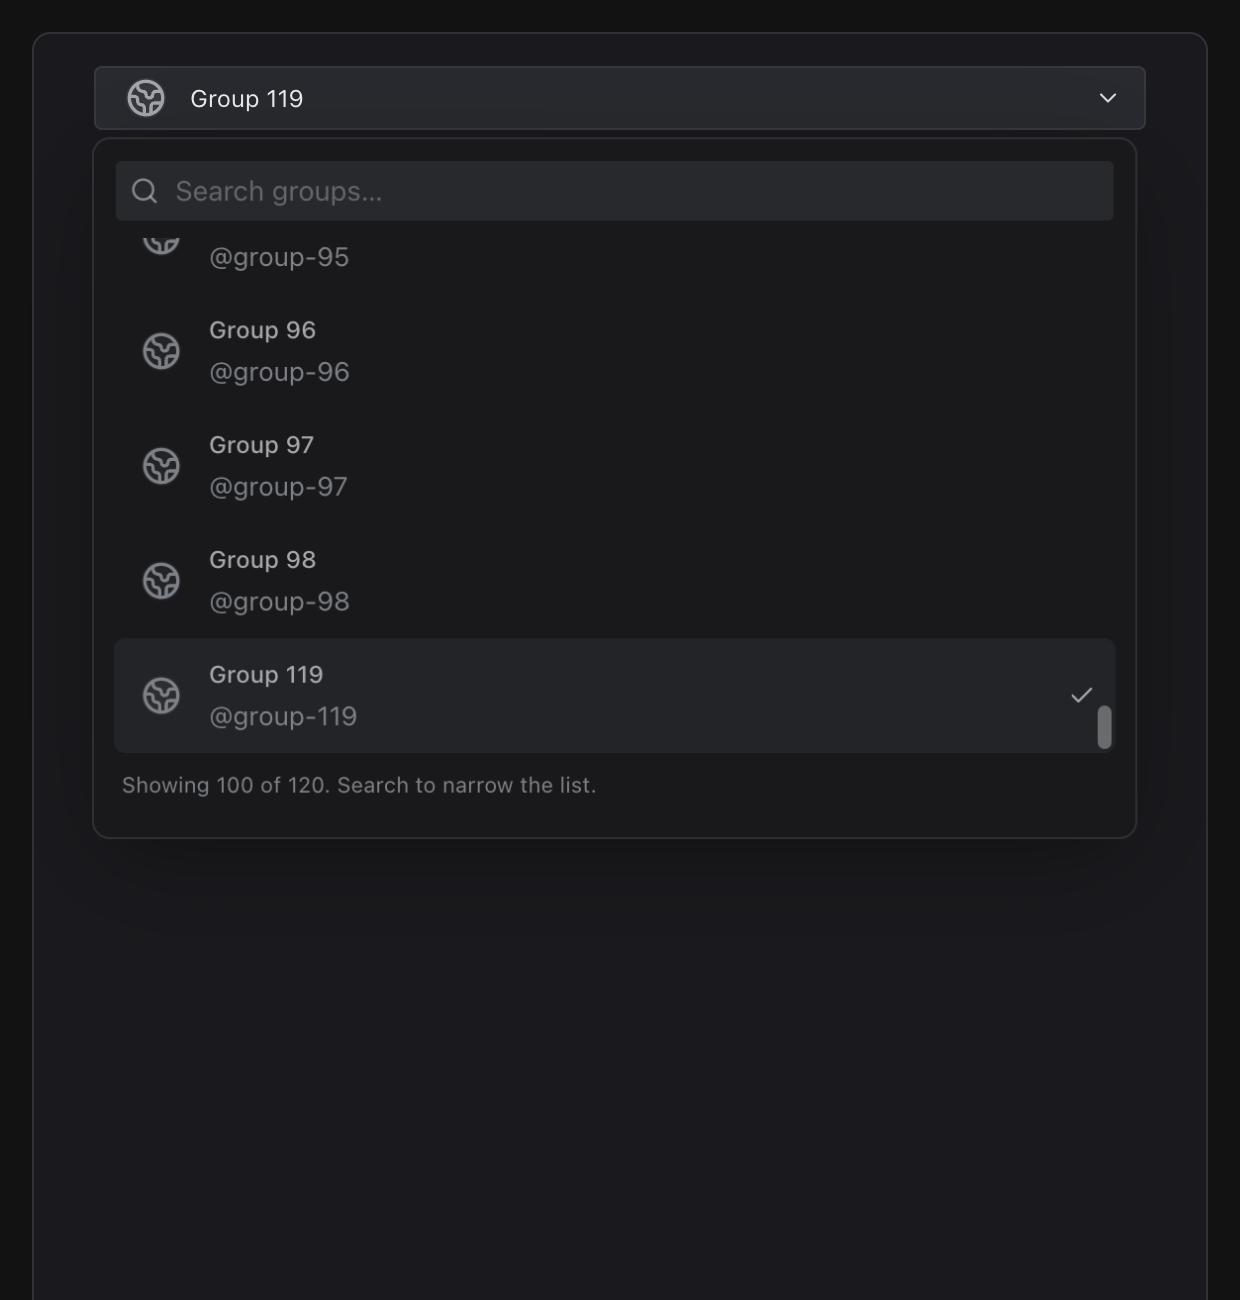 Group 119
Search groups...
@group-95
Group 96
@group-96
Group 97
@group-97
Group 98
@group-98
Group 119
@group-119
Showing 100 of 120. Search to narrow the list.